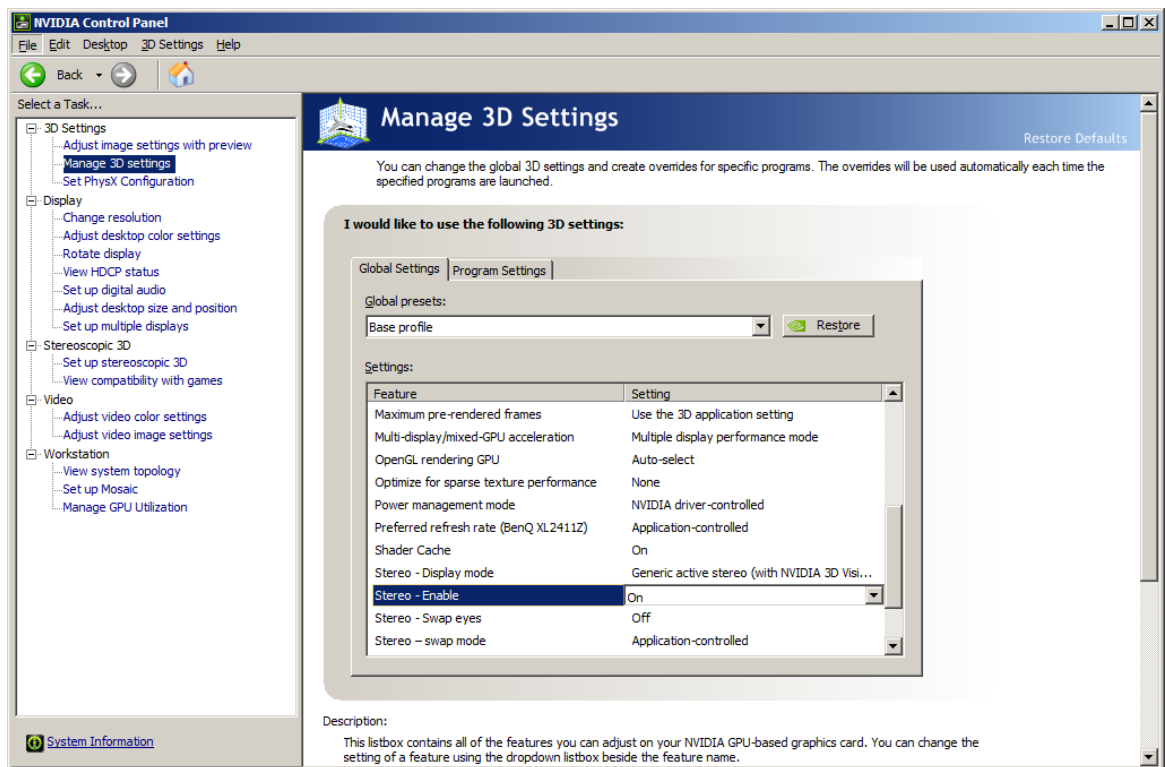 NVIDIA Control Panel
File Edit Desktop 3D Settings Help
Back
Select a Task...
3D Settings
Adjust image settings with preview
Manage 3D settings
Set PhysX Configuration
Display
Change resolution
Adjust desktop color settings
Rotate display
View HDCP status
Set up digital audio
Adjust desktop size and position
Set up multiple displays
Stereoscopic 3D
Set up stereoscopic 3D
View compatibility with games
Video
Adjust video color settings
Adjust video image settings
Workstation
View system topology
Set up Mosaic
Manage GPU Utilization
System Information
Manage 3D Settings
Restore Defaults
You can change the global 3D settings and create overrides for specific programs. The overrides will be used automatically each time the
specified programs are launched.
I would like to use the following 3D settings:
Global Settings Program Settings
Global presets:
Base profile Restore
Settings:
Feature Setting
Maximum pre-rendered frames Use the 3D application setting
Multi-display/mixed-GPU acceleration Multiple display performance mode
OpenGL rendering GPU Auto-select
Optimize for sparse texture performance None
Power management mode NVIDIA driver-controlled
Preferred refresh rate (BenQ XL2411Z) Application-controlled
Shader Cache On
Stereo - Display mode Generic active stereo (with NVIDIA 3D Visi...
Stereo - Enable On
Stereo - Swap eyes Off
Stereo – swap mode Application-controlled
Description:
This listbox contains all of the features you can adjust on your NVIDIA GPU-based graphics card. You can change the
setting of a feature using the dropdown listbox beside the feature name.